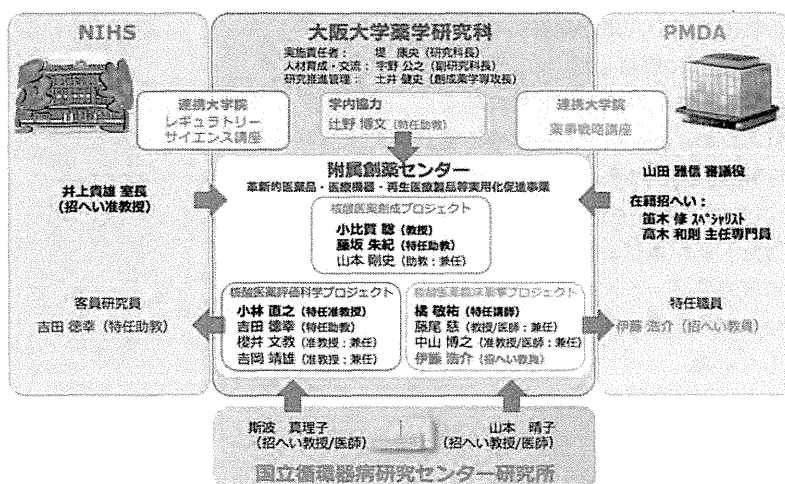 NIHS
大阪大学薬学研究科
PMDA
実施責任者： 堤 康央（研究科長）
人材育成・交流：宇野 公之（副研究科長）
研究推進管理：土井 健史（創成薬学専攻長）
連携大学院
レギュラトリー
サイエンス講座
学内協力
辻野 博文（特任助教）
連携大学院
薬事戦略講座
附属創薬センター
革新的医薬品・医療機器・再生医療製品等実用化促進事業
井上貴雄 室長
（招へい准教授）
山田 雅信 審議役
在籍招へい：
笛木 修 スペシャリスト
高木 和則 主任専門員
核酸医薬創成プロジェクト
小比賀 聡（教授）
藤坂 朱紀（特任助教）
山本 剛史（助教：兼任）
核酸医薬評価科学プロジェクト
小林 直之（特任准教授）
吉田 徳幸（特任助教）
櫻井 文教（准教授：兼任）
吉岡 靖雄（准教授：兼任）
核酸医薬臨床薬事プロジェクト
橘 敬祐（特任講師）
藤尾 慈（教授/医師：兼任）
中山 博之（准教授/医師：兼任）
伊藤 浩介（招へい教員）
客員研究員
吉田 徳幸（特任助教）
特任職員
伊藤 浩介（招へい教員）
斯波 真理子
（招へい教授/医師）
山本 晴子
（招へい教授/医師）
国立循環器病研究センター研究所